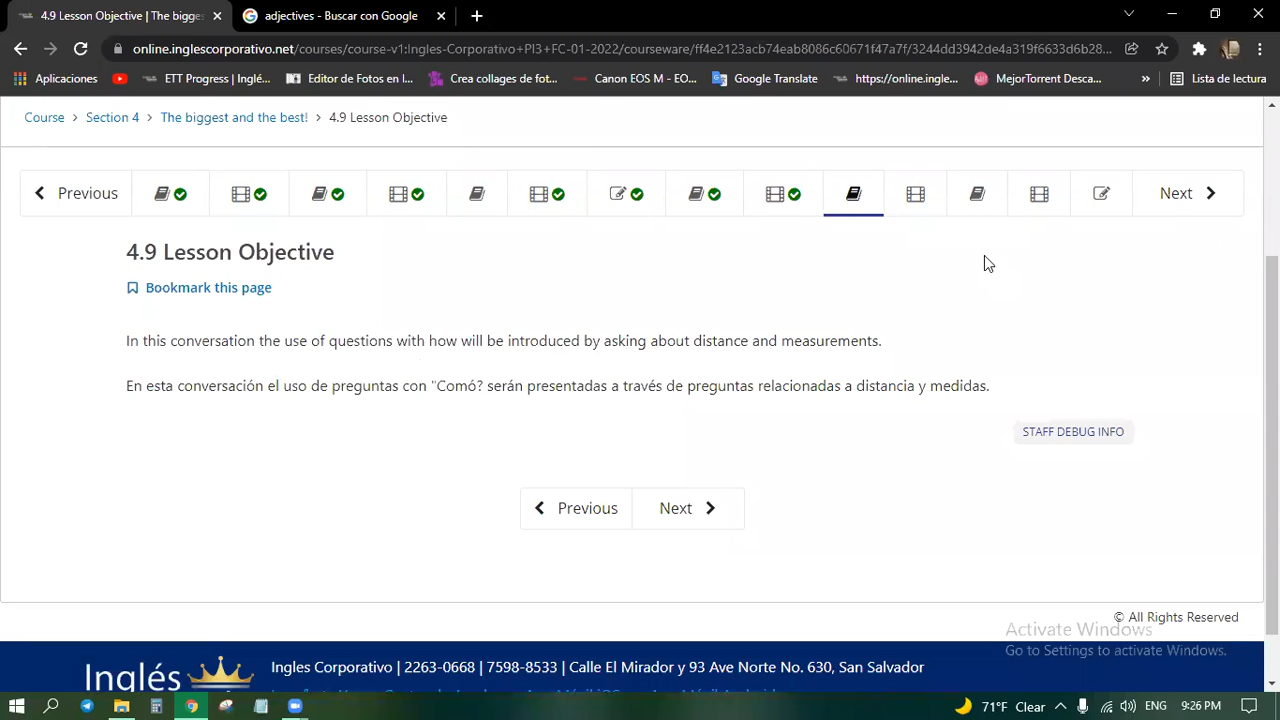 4.9 Lesson Objective | The bigges
adjectives - Buscar con Google
online.inglescorporativo.net/courses/course-v1:Ingles-Corporativo+PI3+FC-01-2022/courseware/ff4e2123acb74eab8086c60671f47a7f/3244dd3942de4a319f6633d6b28...
Aplicaciones
ETT Progress | Inglé...
Editor de Fotos en l...
Crea collages de fot...
Canon EOS M - EO...
Google Translate
https://online.ingle...
MejorTorrent Desca...
»
Lista de lectura
Course > Section 4 > The biggest and the best! > 4.9 Lesson Objective
Previous
Next
4.9 Lesson Objective
Bookmark this page
In this conversation the use of questions with how will be introduced by asking about distance and measurements.
En esta conversación el uso de preguntas con "Comó? serán presentadas a través de preguntas relacionadas a distancia y medidas.
STAFF DEBUG INFO
Previous
Next
© All Rights Reserved
Activate Windows
Go to Settings to activate Windows.
Inglés
Ingles Corporativo | 2263-0668 | 7598-8533 | Calle El Mirador y 93 Ave Norte No. 630, San Salvador
71°F Clear
ENG
9:26 PM